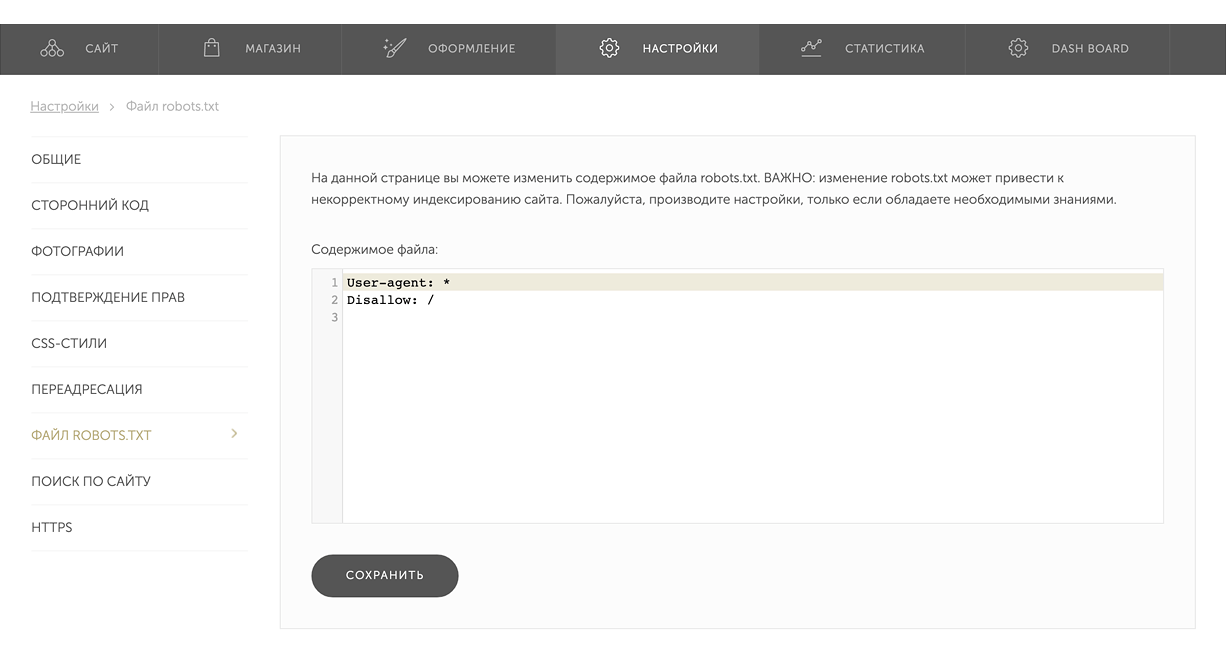 САЙТ МАГАЗИН ОФОРМЛЕНИЕ НАСТРОЙКИ СТАТИСТИКА DASH BOARD
Настройки > Файл robots.txt
ОБЩИЕ
СТОРОННИЙ КОД
ФОТОГРАФИИ
ПОДТВЕРЖДЕНИЕ ПРАВ
CSS-СТИЛИ
ПЕРЕАДРЕСАЦИЯ
ФАЙЛ ROBOTS.TXT >
ПОИСК ПО САЙТУ
HTTPS
На данной странице вы можете изменить содержимое файла robots.txt. ВАЖНО: изменение robots.txt может привести к
некорректному индексированию сайта. Пожалуйста, производите настройки, только если обладаете необходимыми знаниями.
Содержимое файла:
1 User-agent: *
2 Disallow: /
3
СОХРАНИТЬ